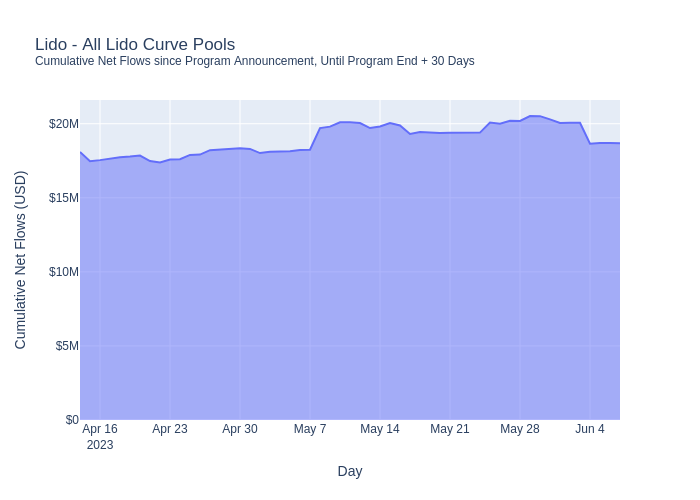 Lido - All Lido Curve Pools
Cumulative Net Flows since Program Announcement, Until Program End + 30 Days
Cumulative Net Flows (USD)
$20M
$15M
$10M
$5M
$0
Apr 16 Apr 23 Apr 30 May 7 May 14 May 21 May 28 Jun 4
2023
Day